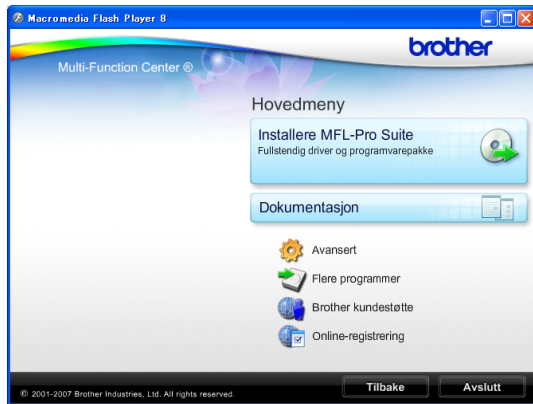 Macromedia Flash Player 8
brother
Multi-Function Center ®
Hovedmeny
Installere MFL-Pro Suite
Fullstendig driver og programvarepakke
Dokumentasjon
Avansert
Flere programmer
Brother kundestøtte
Online-registrering
© 2001-2007 Brother Industries, Ltd. All rights reserved.
Tilbake
Avslutt